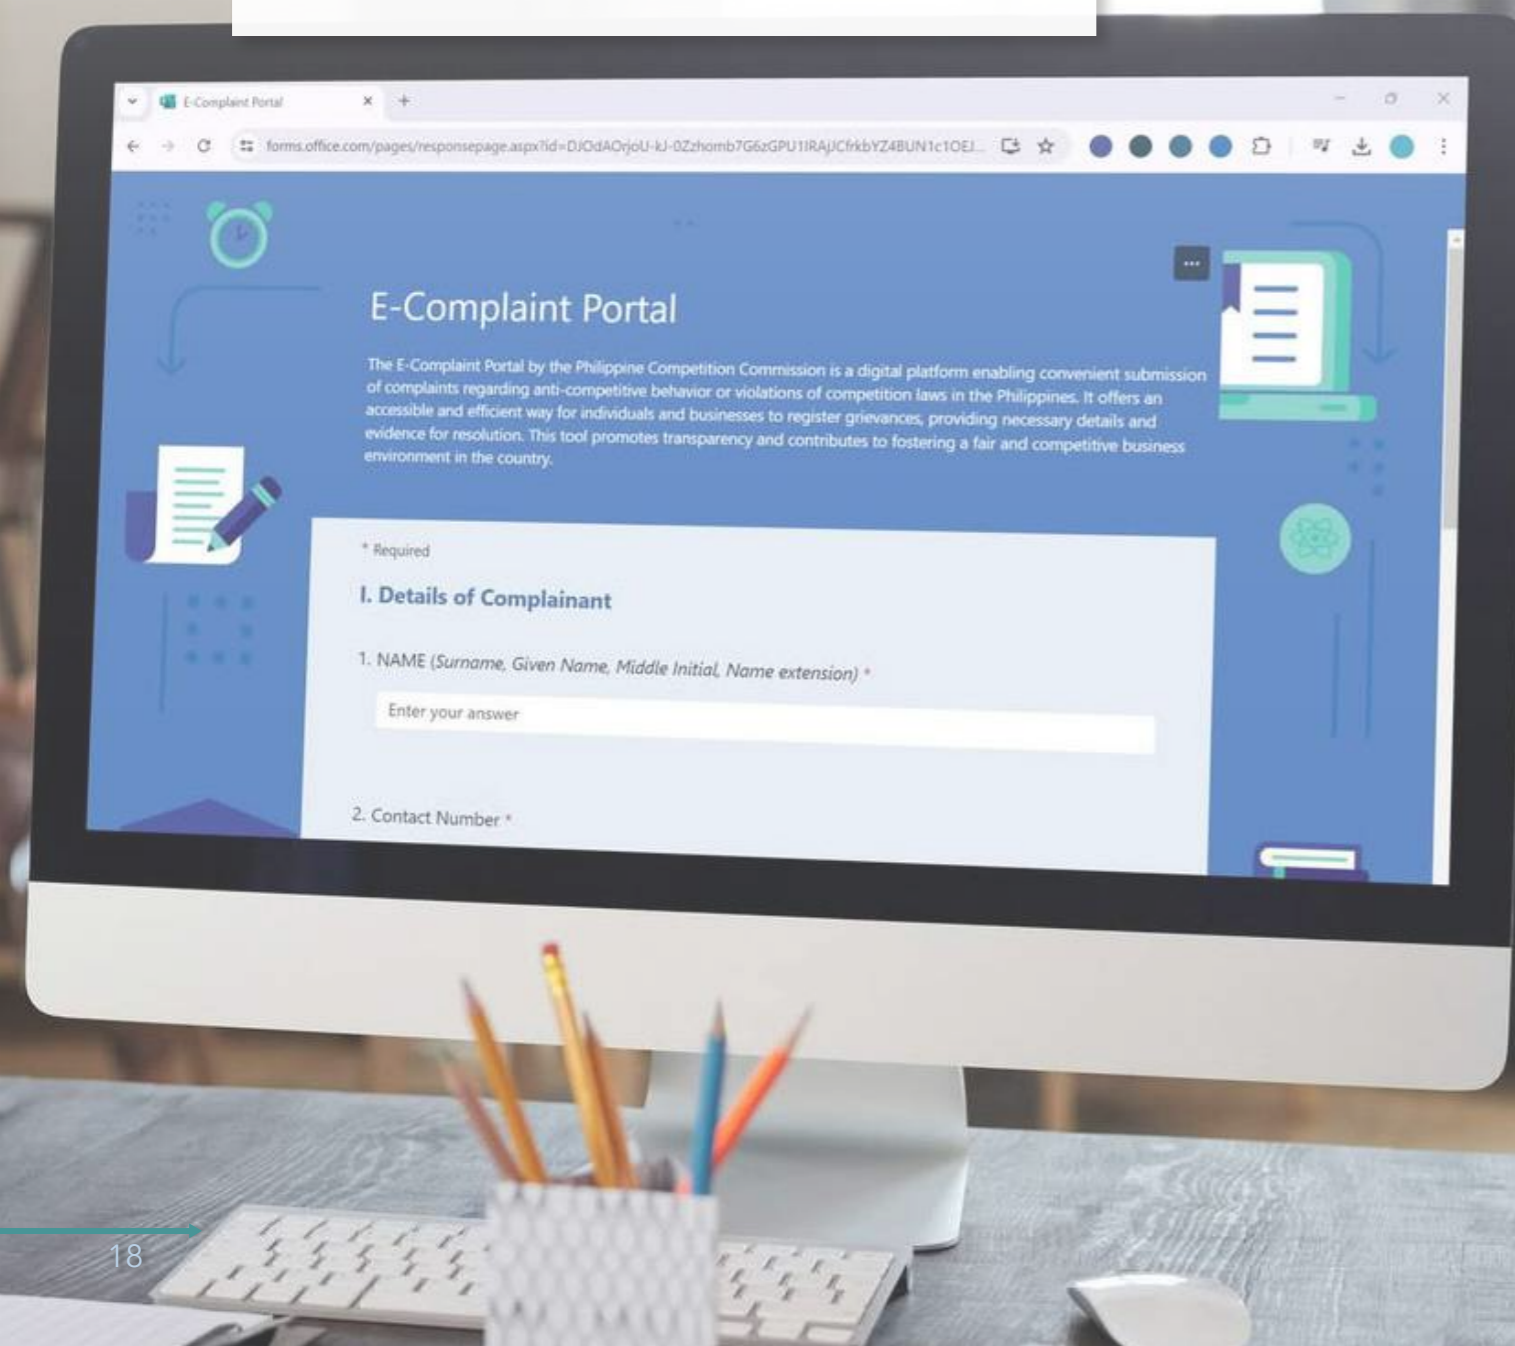 E-Complaint Portal
forms.office.com/pages/responsepage.aspx?id=DJOdAOrjoU-kJ-0Zzhomb7G6zGPU1IRAjJCfrkbYZ4BUN1c1OEJ...
E-Complaint Portal
The E-Complaint Portal by the Philippine Competition Commission is a digital platform enabling convenient submission
of complaints regarding anti-competitive behavior or violations of competition laws in the Philippines. It offers an
accessible and efficient way for individuals and businesses to register grievances, providing necessary details and
evidence for resolution. This tool promotes transparency and contributes to fostering a fair and competitive business
environment in the country.
* Required
I. Details of Complainant
1. NAME (Surname, Given Name, Middle Initial, Name extension) *
Enter your answer
2. Contact Number *
18